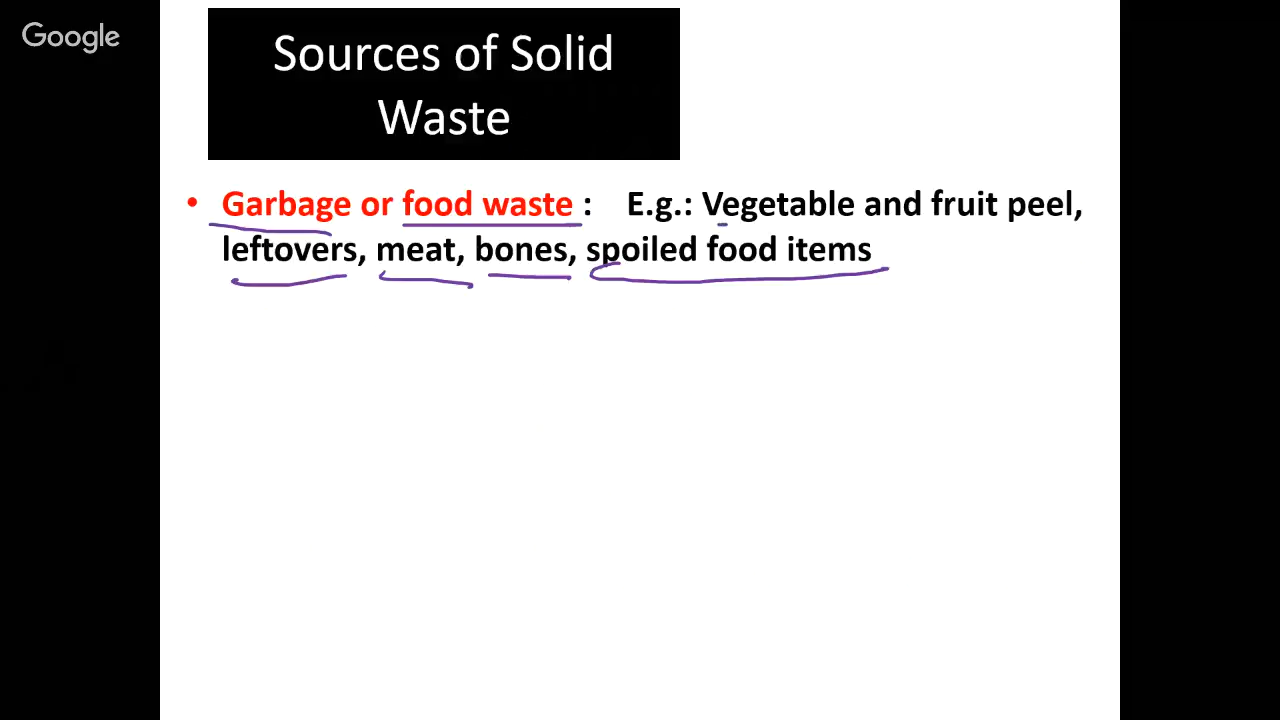 Google
Sources of Solid
Waste
• Garbage or food waste : E.g.: Vegetable and fruit peel,
leftovers, meat, bones, spoiled food items